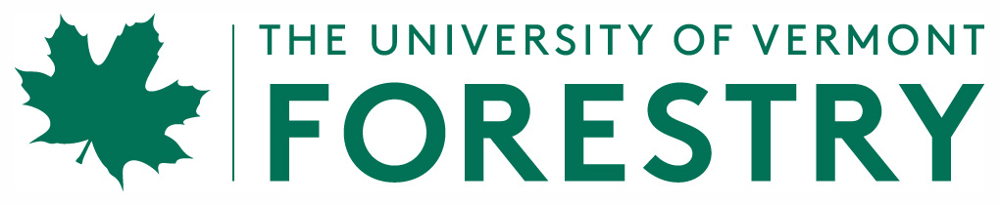 THE UNIVERSITY OF VERMONT
FORESTRY